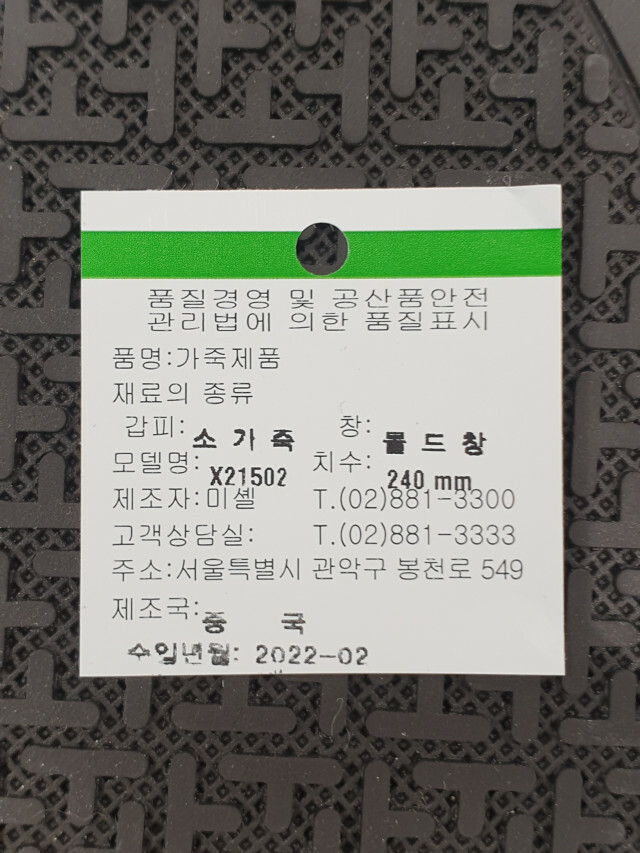 품질경영 및 공산품안전
관리법에 의한 품질표시
품명:가죽제품
재료의 종류
갑피: 소 가 죽 창: 몰 드 창
모델명: X21502 치수: 240 mm
제조자:미셸 T.(02)881-3300
고객상담실: T.(02)881-3333
주소:서울특별시 관악구 봉천로 549
제조국: 중 국
수입년월: 2022-02